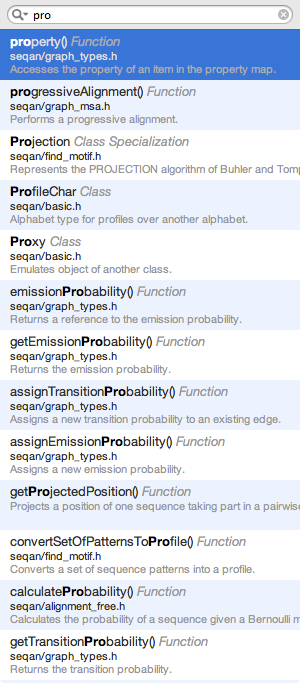 pro
property() Function
seqan/graph_types.h
Accesses the property of an item in the property map.
progressiveAlignment() Function
seqan/graph_msa.h
Performs a progressive alignment.
Projection Class Specialization
seqan/find_motif.h
Represents the PROJECTION algorithm of Buhler and Tomp
ProfileChar Class
seqan/basic.h
Alphabet type for profiles over another alphabet.
Proxy Class
seqan/basic.h
Emulates object of another class.
emissionProbability() Function
seqan/graph_types.h
Returns a reference to the emission probability.
getEmissionProbability() Function
seqan/graph_types.h
Returns the emission probability.
assignTransitionProbability() Function
seqan/graph_types.h
Assigns a new transition probability to an existing edge.
assignEmissionProbability() Function
seqan/graph_types.h
Assigns a new emission probability.
getProjectedPosition() Function
Projects a position of one sequence taking part in a pairwise
convertSetOfPatternsToProfile() Function
seqan/find_motif.h
Converts a set of sequence patterns into a profile.
calculateProbability() Function
seqan/alignment_free.h
Calculates the probability of a sequence given a Bernoulli m
getTransitionProbability() Function
seqan/graph_types.h
Returns the transition probability.